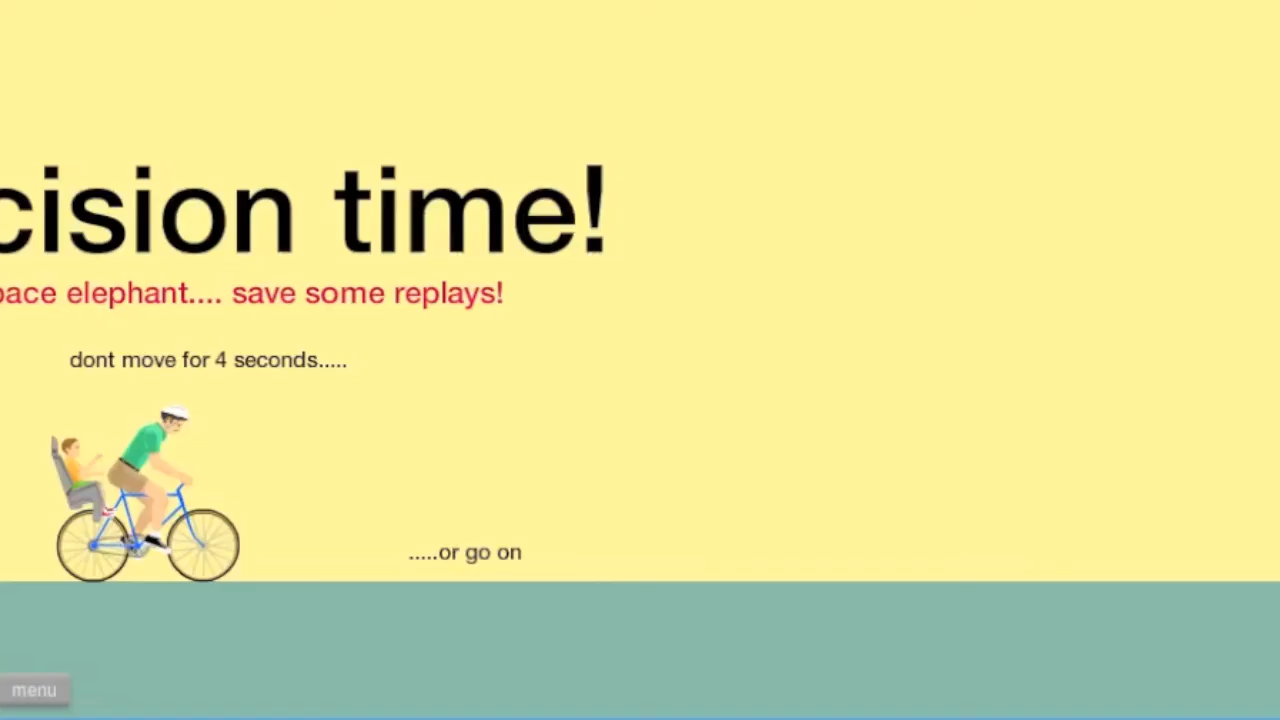 cision time!
pace elephant.... save some replays!
dont move for 4 seconds.....
.....or go on
menu